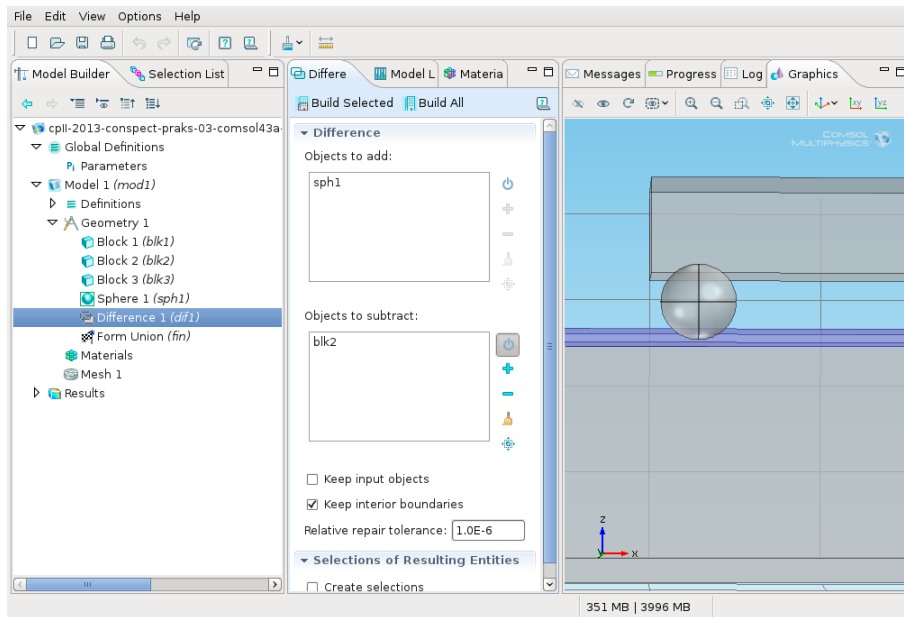 File Edit View Options Help
Model Builder Selection List
Differe Model L Materia
Messages Progress Log Graphics
Build Selected Build All
xy yz
cpII-2013-conspect-praks-03-comsol43a-
Global Definitions
Pi Parameters
Model 1 (mod1)
Definitions
Geometry 1
Block 1 (blk1)
Block 2 (blk2)
Block 3 (blk3)
Sphere 1 (sph1)
Difference 1 (dif1)
Form Union (fin)
Materials
Mesh 1
Results
Difference
Objects to add:
sph1
Objects to subtract:
blk2
Keep input objects
Keep interior boundaries
Relative repair tolerance: 1.0E-6
Selections of Resulting Entities
Create selections
COMSOL
MULTIPHYSICS
z
y x
351 MB | 3996 MB